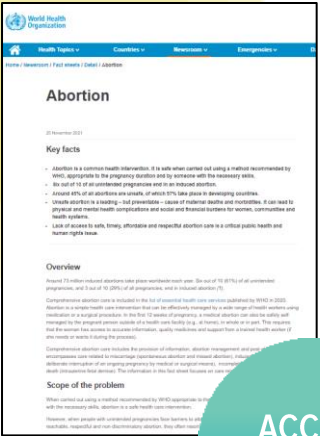 World Health
Organization
Health Topics
Countries
Newsroom
Emergencies
Home / Newsroom / Fact sheets / Detail / Abortion
Abortion
25 November 2021
Key facts
Abortion is a common health intervention. It is safe when carried out using a method recommended by
WHO, appropriate to the pregnancy duration and by someone with the necessary skills.
Six out of 10 of all unintended pregnancies end in an induced abortion.
Around 45% of all abortions are unsafe, of which 97% take place in developing countries.
Unsafe abortion is a leading – but preventable – cause of maternal deaths and morbidities. It can lead to
physical and mental health complications and social and financial burdens for women, communities and
health systems.
Lack of access to safe, timely, affordable and respectful abortion care is a critical public health and
human rights issue.
Overview
Around 73 million induced abortions take place worldwide each year. Six out of 10 (61%) of all unintended
pregnancies, and 3 out of 10 (29%) of all pregnancies, end in induced abortion (1).
Comprehensive abortion care is included in the list of essential health care services published by WHO in 2020.
Abortion is a simple health care intervention that can be effectively managed by a wide range of health workers using
medication or a surgical procedure. In the first 12 weeks of pregnancy, a medical abortion can also be safely self-
managed by the pregnant person outside of a health care facility (e.g., at home), in whole or in part. This requires
that the woman has access to accurate information, quality medicines and support from a trained health worker (if
she needs or wants it during the process).
Comprehensive abortion care includes the provision of information, abortion management and post
encompasses care related to miscarriage (spontaneous abortion and missed abortion), induced
deliberate interruption of an ongoing pregnancy by medical or surgical means), incomplete
death (intrauterine fetal demise). The information in this fact sheet focuses on care
Scope of the problem
When carried out using a method recommended by WHO appropriate to the
with the necessary skills, abortion is a safe health care intervention.
However, when people with unintended pregnancies face barriers to
reachable, respectful and non-discriminatory abortion, they often resort
ACC